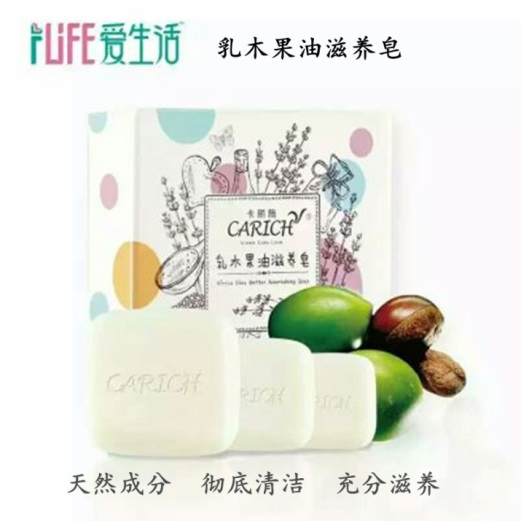 iLiFE爱生活 乳木果油滋养皂
卡丽施
CARICH®
乳木果油滋养皂
Africa Shea Butter Nourishing Soap
CARICH
CARICH
CARICH
天然成分 彻底清洁 充分滋养